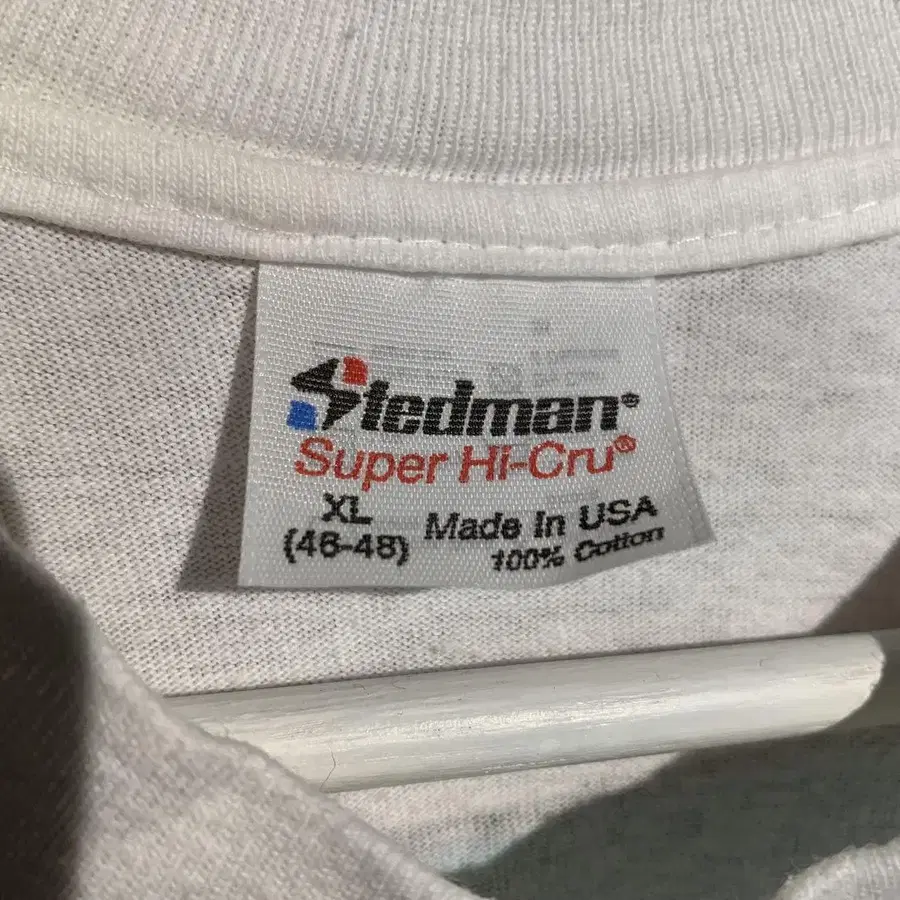 Stedman®
Super Hi-Cru®
XL
(46-48)
Made In USA
100% Cotton